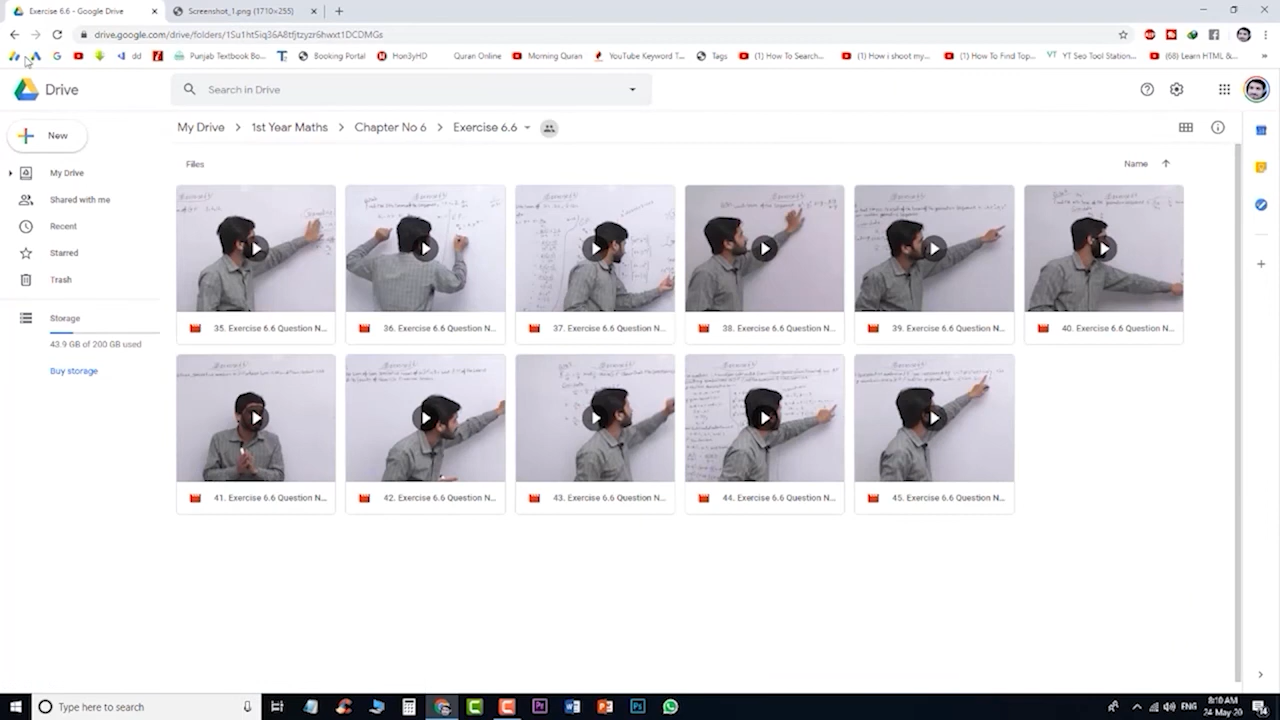 Exercise 6.6 - Google Drive
Screenshot_1.png (1710×255)
drive.google.com/drive/folders/1Su1htSiq36A8tfjtzyzr6hwxt1DCDMGs
dd
Punjab Textbook Bo...
Booking Portal
Hon3yHD
Quran Online
Morning Quran
YouTube Keyword T...
Tags
(1) How To Search...
(1) How i shoot my...
(1) How To Find Top...
YT Seo Tool Station...
(68) Learn HTML &...
Drive
Search in Drive
New
My Drive
1st Year Maths
Chapter No 6
Exercise 6.6
My Drive
Shared with me
Recent
Starred
Trash
Storage
43.9 GB of 200 GB used
Buy storage
Files
Name
35. Exercise 6.6 Question N...
36. Exercise 6.6 Question N...
37. Exercise 6.6 Question N...
38. Exercise 6.6 Question N...
39. Exercise 6.6 Question N...
40. Exercise 6.6 Question N...
41. Exercise 6.6 Question N...
42. Exercise 6.6 Question N...
43. Exercise 6.6 Question N...
44. Exercise 6.6 Question N...
45. Exercise 6.6 Question N...
Type here to search
ENG
8:10 AM
24-May-20